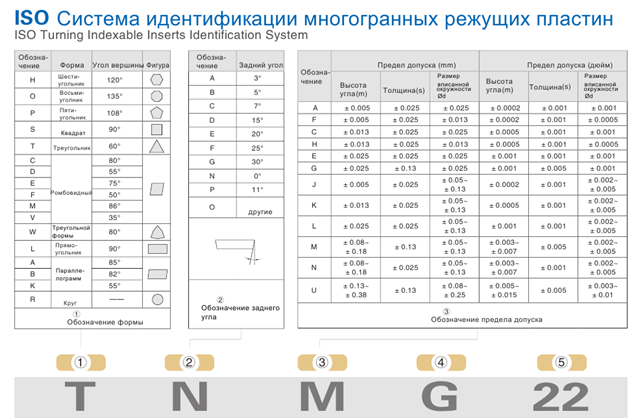 ISO Система идентификации многогранных режущих пластин
ISO Turning Indexable Inserts Identification System
Обозна-чение Форма Угол вершины Фигура
H Шести-угольник 120°
O Восьми-уголник 135°
P Пяти-угольник 108°
S Квадрат 90°
T Треугольник 60°
C 80°
D 55°
E Ромбовидный 75°
F 50°
M 86°
V 35°
W Треугольной формы 80°
L Прямо-угольник 90°
A 85°
B Паралле-лограмм 82°
K 55°
R Круг ——
①
Обозначение формы
Обозна-чение Задний угол
A 3°
B 5°
C 7°
D 15°
E 20°
F 25°
G 30°
N 0°
P 11°
O другие
②
Обозначение заднего угла
Обозна-чение Предел допуска (mm) Предел допуска (дюйм)
Высота угла(m) Толщина(s) Размер вписанной окружности Ød Высота угла(m) Толщина(s) Размер вписанной окружности Ød
A ± 0.005 ± 0.025 ± 0.025 ± 0.0002 ± 0.001 ± 0.001
F ± 0.005 ± 0.025 ± 0.013 ± 0.0002 ± 0.001 ± 0.0005
C ± 0.013 ± 0.025 ± 0.025 ± 0.0005 ± 0.001 ± 0.001
H ± 0.013 ± 0.025 ± 0.013 ± 0.0005 ± 0.001 ± 0.0005
E ± 0.025 ± 0.025 ± 0.025 ± 0.001 ± 0.001 ± 0.001
G ± 0.025 ± 0.13 ± 0.025 ± 0.001 ± 0.005 ± 0.001
J ± 0.005 ± 0.025 ± 0.05~ ± 0.13 ± 0.0002 ± 0.001 ± 0.002~ ± 0.005
K ± 0.013 ± 0.025 ± 0.05~ ± 0.13 ± 0.0005 ± 0.001 ± 0.002~ ± 0.005
L ± 0.025 ± 0.025 ± 0.05~ ± 0.13 ± 0.001 ± 0.001 ± 0.002~ ± 0.005
M ± 0.08~ ± 0.18 ± 0.13 ± 0.05~ ± 0.13 ± 0.003~ ± 0.007 ± 0.005 ± 0.002~ ± 0.005
N ± 0.08~ ± 0.18 ± 0.025 ± 0.05~ ± 0.13 ± 0.003~ ± 0.007 ± 0.001 ± 0.002~ ± 0.005
U ± 0.13~ ± 0.38 ± 0.13 ± 0.08~ ± 0.25 ± 0.005~ ± 0.015 ± 0.005 ± 0.003~ ± 0.01
③
Обозначение предела допуска
① ② ③ ④ ⑤
T N M G 22